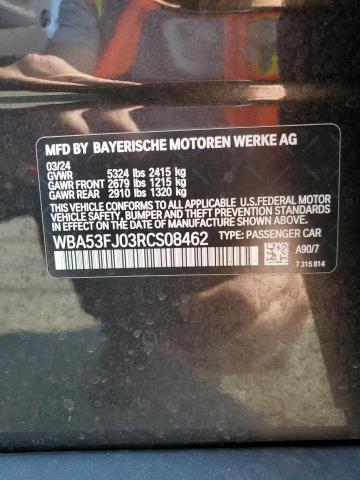 MFD BY BAYERISCHE MOTOREN WERKE AG
03/24
GVWR 5324 lbs 2415 kg
GAWR FRONT 2679 lbs 1215 kg
GAWR REAR 2910 lbs 1320 kg
THIS VEHICLE CONFORMS TO ALL APPLICABLE U.S.FEDERAL MOTOR
VEHICLE SAFETY, BUMPER, AND THEFT PREVENTION STANDARDS
IN EFFECT ON THE DATE OF MANUFACTURE SHOWN ABOVE.
WBA53FJ03RCS08462 TYPE: PASSENGER CAR
A90/7
7 315 814